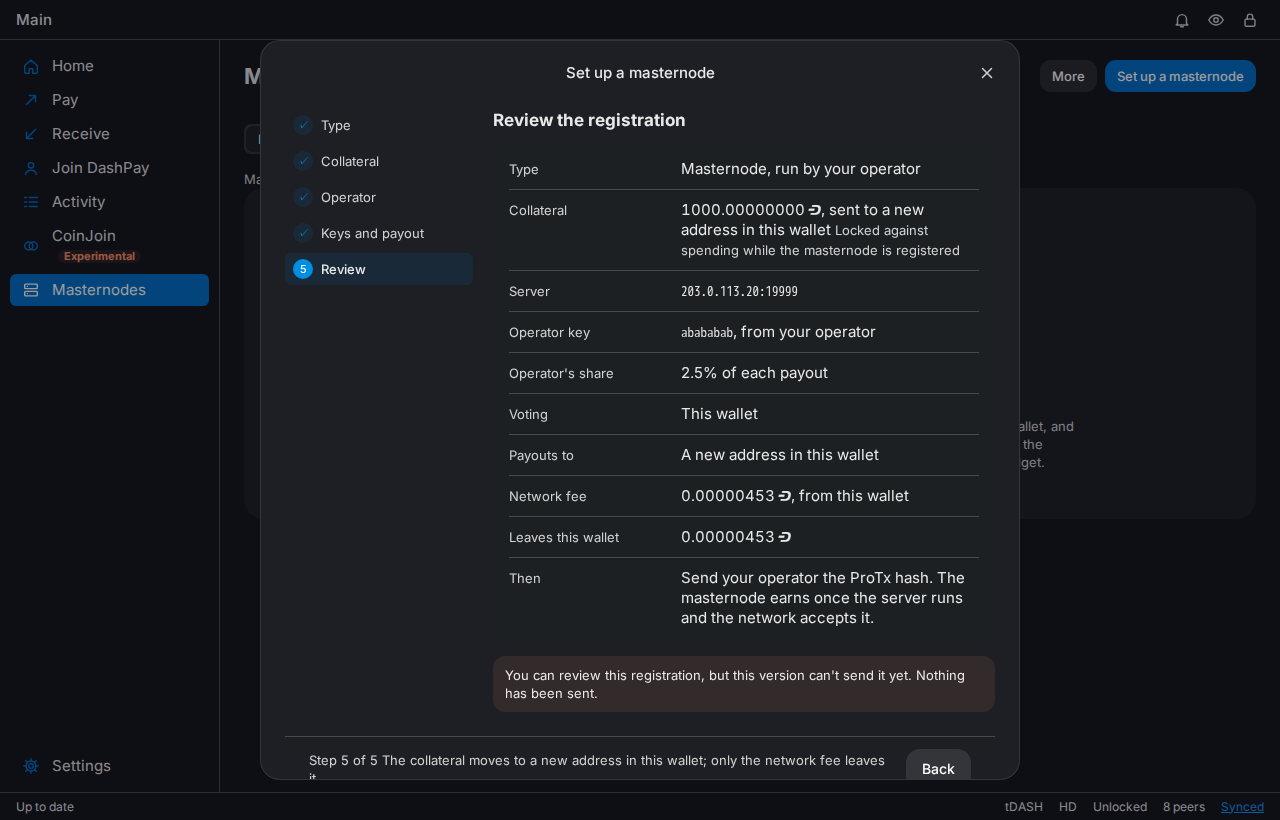 Main
Home
Pay
Receive
Join DashPay
Activity
CoinJoin
Experimental
Masternodes
Settings
M
More
Set up a masternode
Ma
allet, and
the
get.
Set up a masternode
Type
Collateral
Operator
Keys and payout
5 Review
Review the registration
Type Masternode, run by your operator
Collateral 1000.00000000, sent to a new
address in this wallet Locked against
spending while the masternode is registered
Server 203.0.113.20:19999
Operator key abababab, from your operator
Operator's share 2.5% of each payout
Voting This wallet
Payouts to A new address in this wallet
Network fee 0.00000453, from this wallet
Leaves this wallet 0.00000453
Then Send your operator the ProTx hash. The
masternode earns once the server runs
and the network accepts it.
You can review this registration, but this version can't send it yet. Nothing
has been sent.
Step 5 of 5 The collateral moves to a new address in this wallet; only the network fee leaves
it
Back
Up to date
tDASH HD Unlocked 8 peers Synced